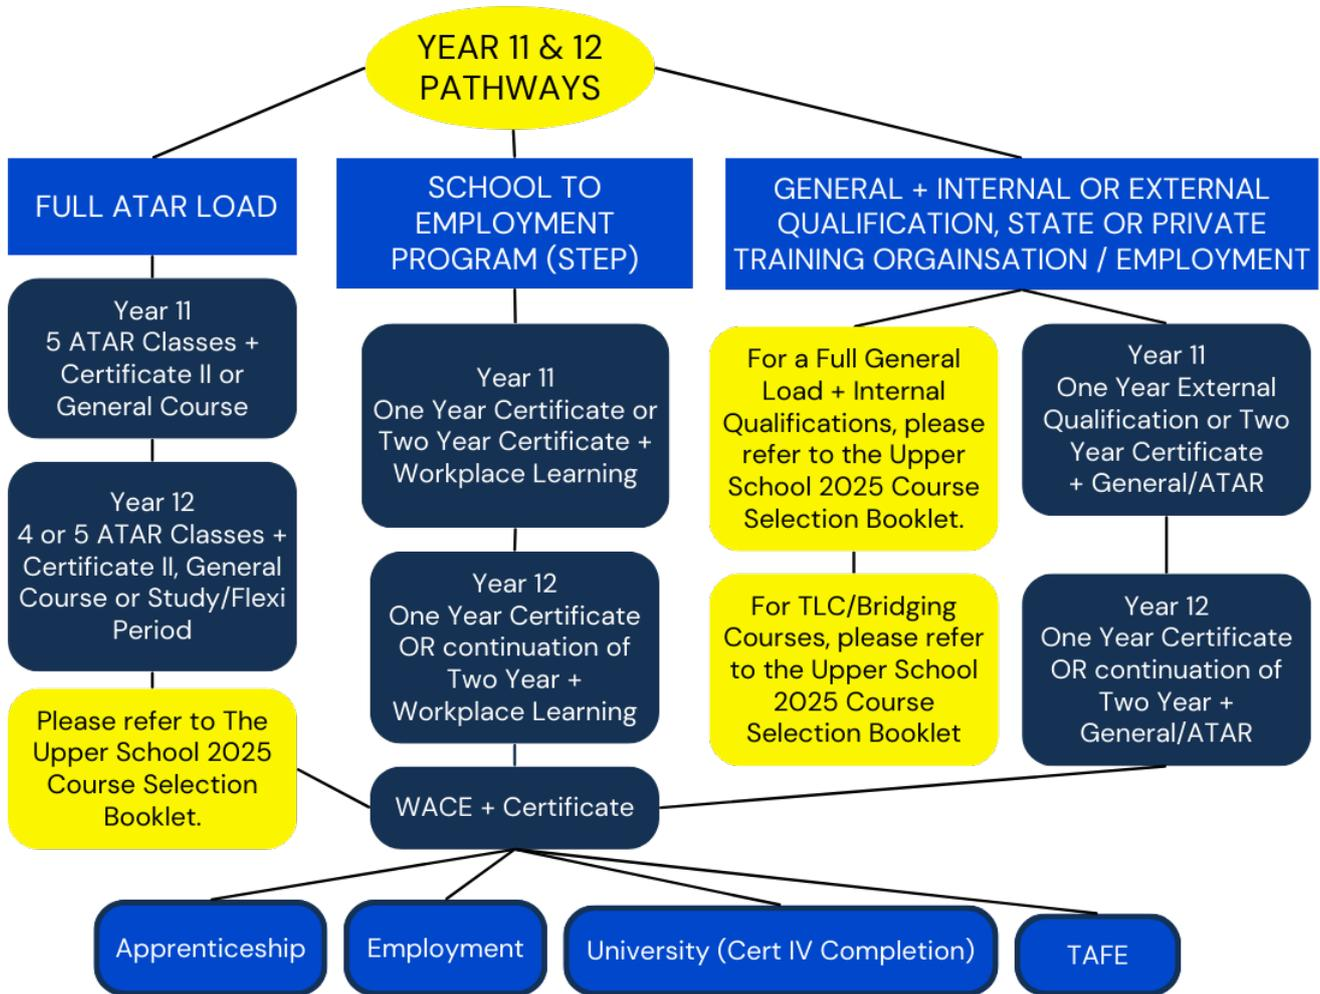 YEAR 11 & 12
PATHWAYS
FULL ATAR LOAD
Year 11
5 ATAR Classes +
Certificate II or
General Course
Year 12
4 or 5 ATAR Classes +
Certificate II, General
Course or Study/Flexi
Period
Please refer to The
Upper School 2025
Course Selection
Booklet.
SCHOOL TO
EMPLOYMENT
PROGRAM (STEP)
Year 11
One Year Certificate or
Two Year Certificate +
Workplace Learning
Year 12
One Year Certificate
OR continuation of
Two Year +
Workplace Learning
WACE + Certificate
GENERAL + INTERNAL OR EXTERNAL
QUALIFICATION, STATE OR PRIVATE
TRAINING ORGAINSATION / EMPLOYMENT
For a Full General
Load + Internal
Qualifications, please
refer to the Upper
School 2025 Course
Selection Booklet.
For TLC/Bridging
Courses, please refer
to the Upper School
2025 Course
Selection Booklet
Year 11
One Year External
Qualification or Two
Year Certificate
+ General/ATAR
Year 12
One Year Certificate
OR continuation of
Two Year +
General/ATAR
Apprenticeship
Employment
University (Cert IV Completion)
TAFE